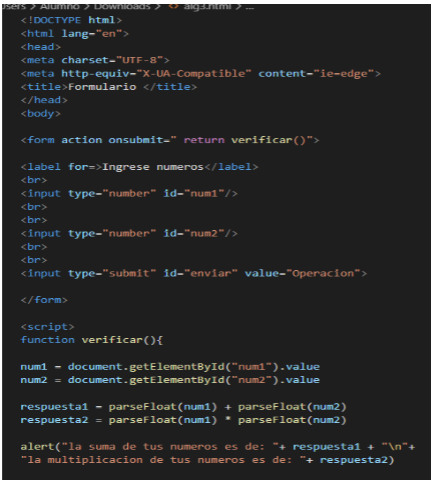 sers > Alumno > Downloads > <> alg3.html > ...
<!DOCTYPE html>
<html lang="en">
<head>
<meta charset="UTF-8">
<meta http-equiv="X-UA-Compatible" content="ie-edge">
<title>Formulario </title>
</head>
<body>
<form action onsubmit=" return verificar()">
<label for=>Ingrese numeros</label>
<br>
<input type="number" id="num1"/>
<br>
<br>
<input type="number" id="num2"/>
<br>
<br>
<input type="submit" id="enviar" value="Operacion">
</form>
<script>
function verificar(){
num1 = document.getElementById("num1").value
num2 = document.getElementById("num2").value
respuesta1 = parseFloat(num1) + parseFloat(num2)
respuesta2 = parseFloat(num1) * parseFloat(num2)
alert("la suma de tus numeros es de: "+ respuesta1 + "\n"+
"la multiplicacion de tus numeros es de: "+ respuesta2)